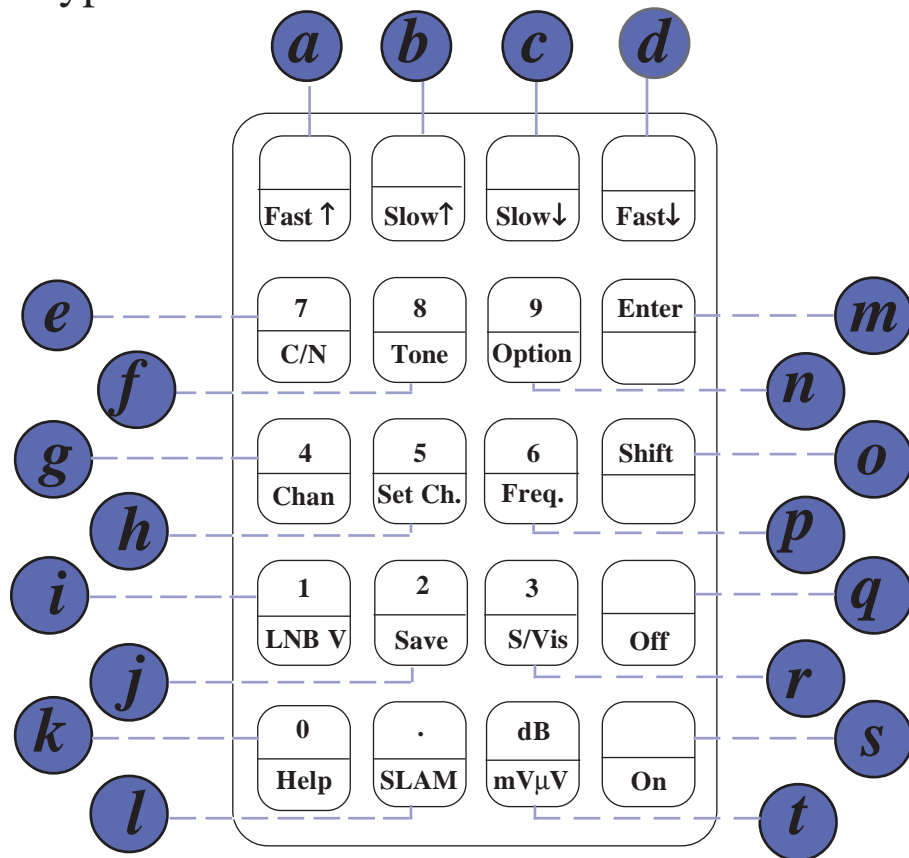 yp
a b c d
Fast ↑ Slow↑ Slow↓ Fast↓
e 7 8 9 Enter m
C/N Tone Option
f n
g 4 5 6 Shift o
Chan Set Ch. Freq.
h p
i 1 2 3 q
LNB V Save S/Vis Off
j r
k 0 . dB s
Help SLAM mVμV On
l t